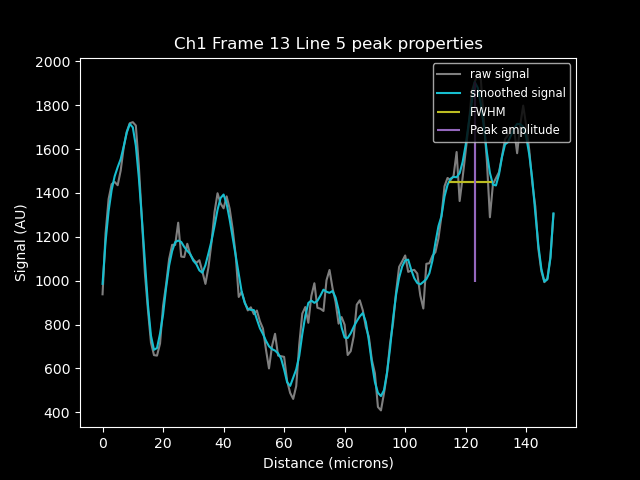 Ch1 Frame 13 Line 5 peak properties
raw signal
smoothed signal
FWHM
Peak amplitude
Signal (AU)
2000
1800
1600
1400
1200
1000
800
600
400
0 20 40 60 80 100 120 140
Distance (microns)